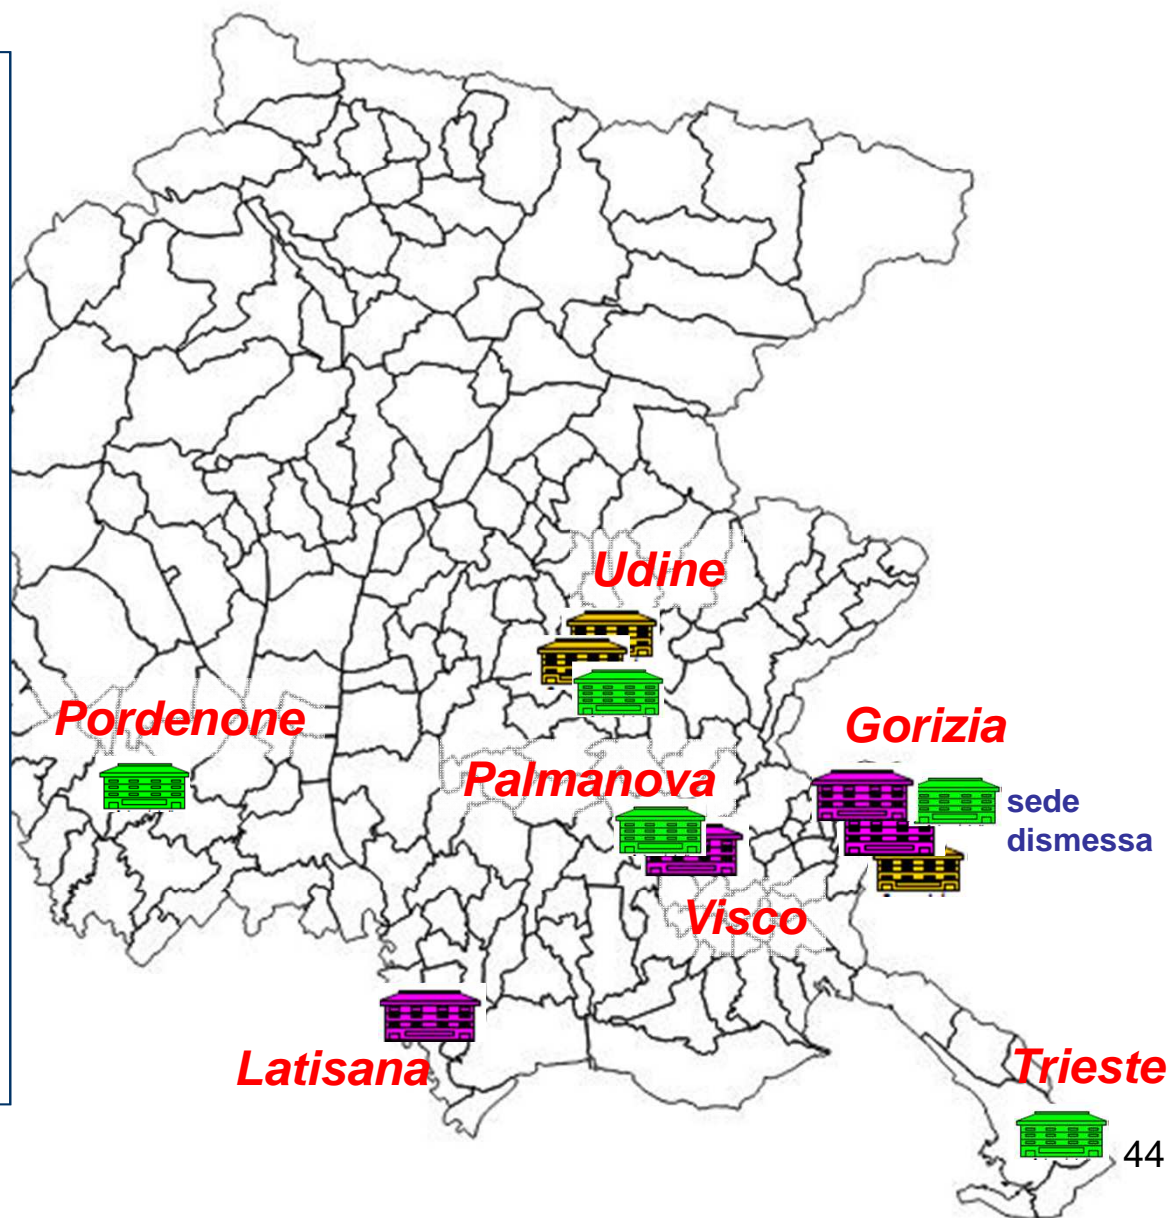 Udine
Pordenone
Gorizia
Palmanova
sede
dismessa
Visco
Latisana
Trieste
44